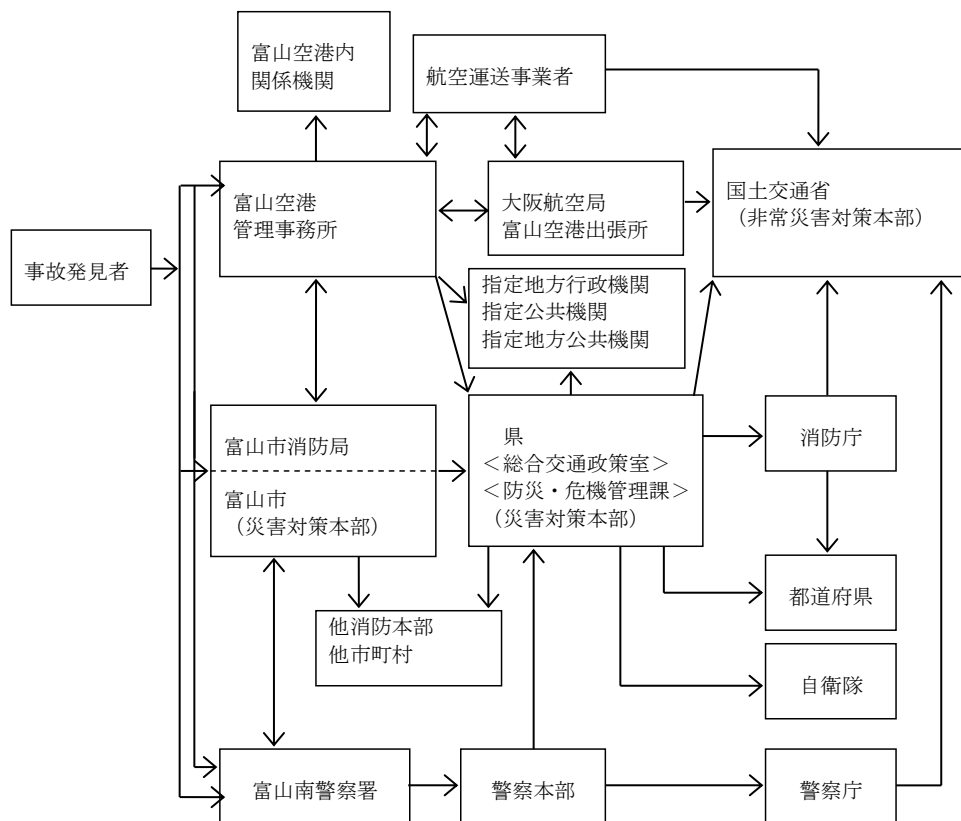 富山空港内
関係機関
航空運送事業者
富山空港
管理事務所
大阪航空局
富山空港出張所
国土交通省
（非常災害対策本部）
事故発見者
指定地方行政機関
指定公共機関
指定地方公共機関
富山市消防局
富山市
（災害対策本部）
県
＜総合交通政策室＞
＜防災・危機管理課＞
（災害対策本部）
消防庁
都道府県
他消防本部
他市町村
自衛隊
富山南警察署
警察本部
警察庁